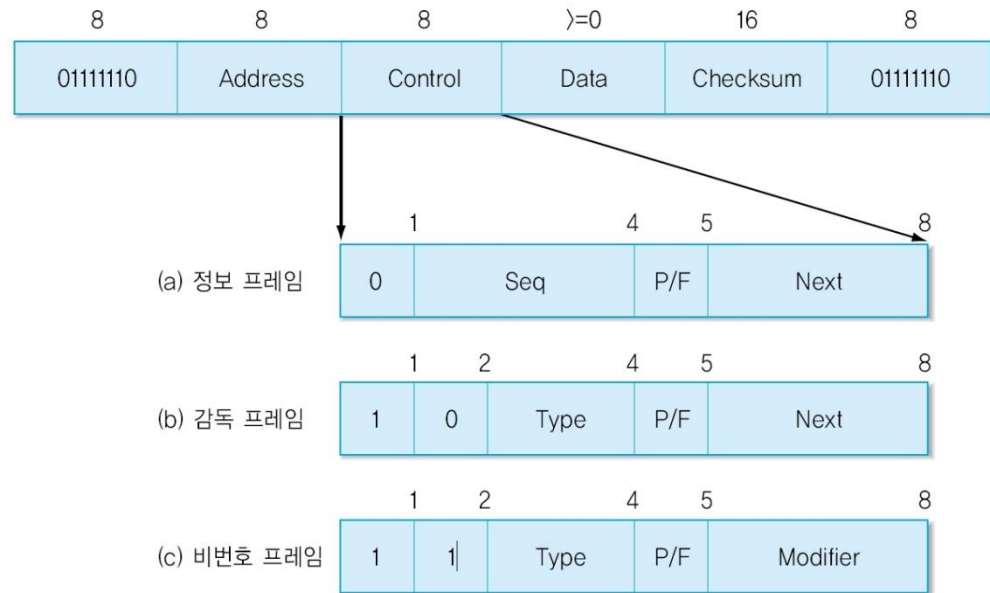 8 8 8 >=0 16 8
01111110 Address Control Data Checksum 01111110
1 4 5 8
(a) 정보 프레임 0 Seq P/F Next
1 2 4 5 8
(b) 감독 프레임 1 0 Type P/F Next
1 2 4 5 8
(c) 비번호 프레임 1 1 Type P/F Modifier